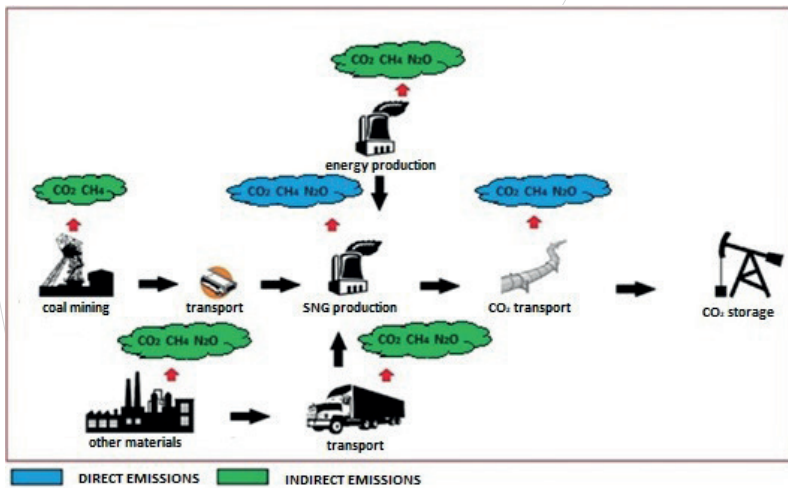 CO₂ CH₄ N₂O
energy production
CO₂ CH₄
CO₂ CH₄ N₂O
CO₂ CH₄ N₂O
coal mining
transport
SNG production
CO₂ transport
CO₂ storage
CO₂ CH₄ N₂O
CO₂ CH₄ N₂O
other materials
transport
DIRECT EMISSIONS
INDIRECT EMISSIONS